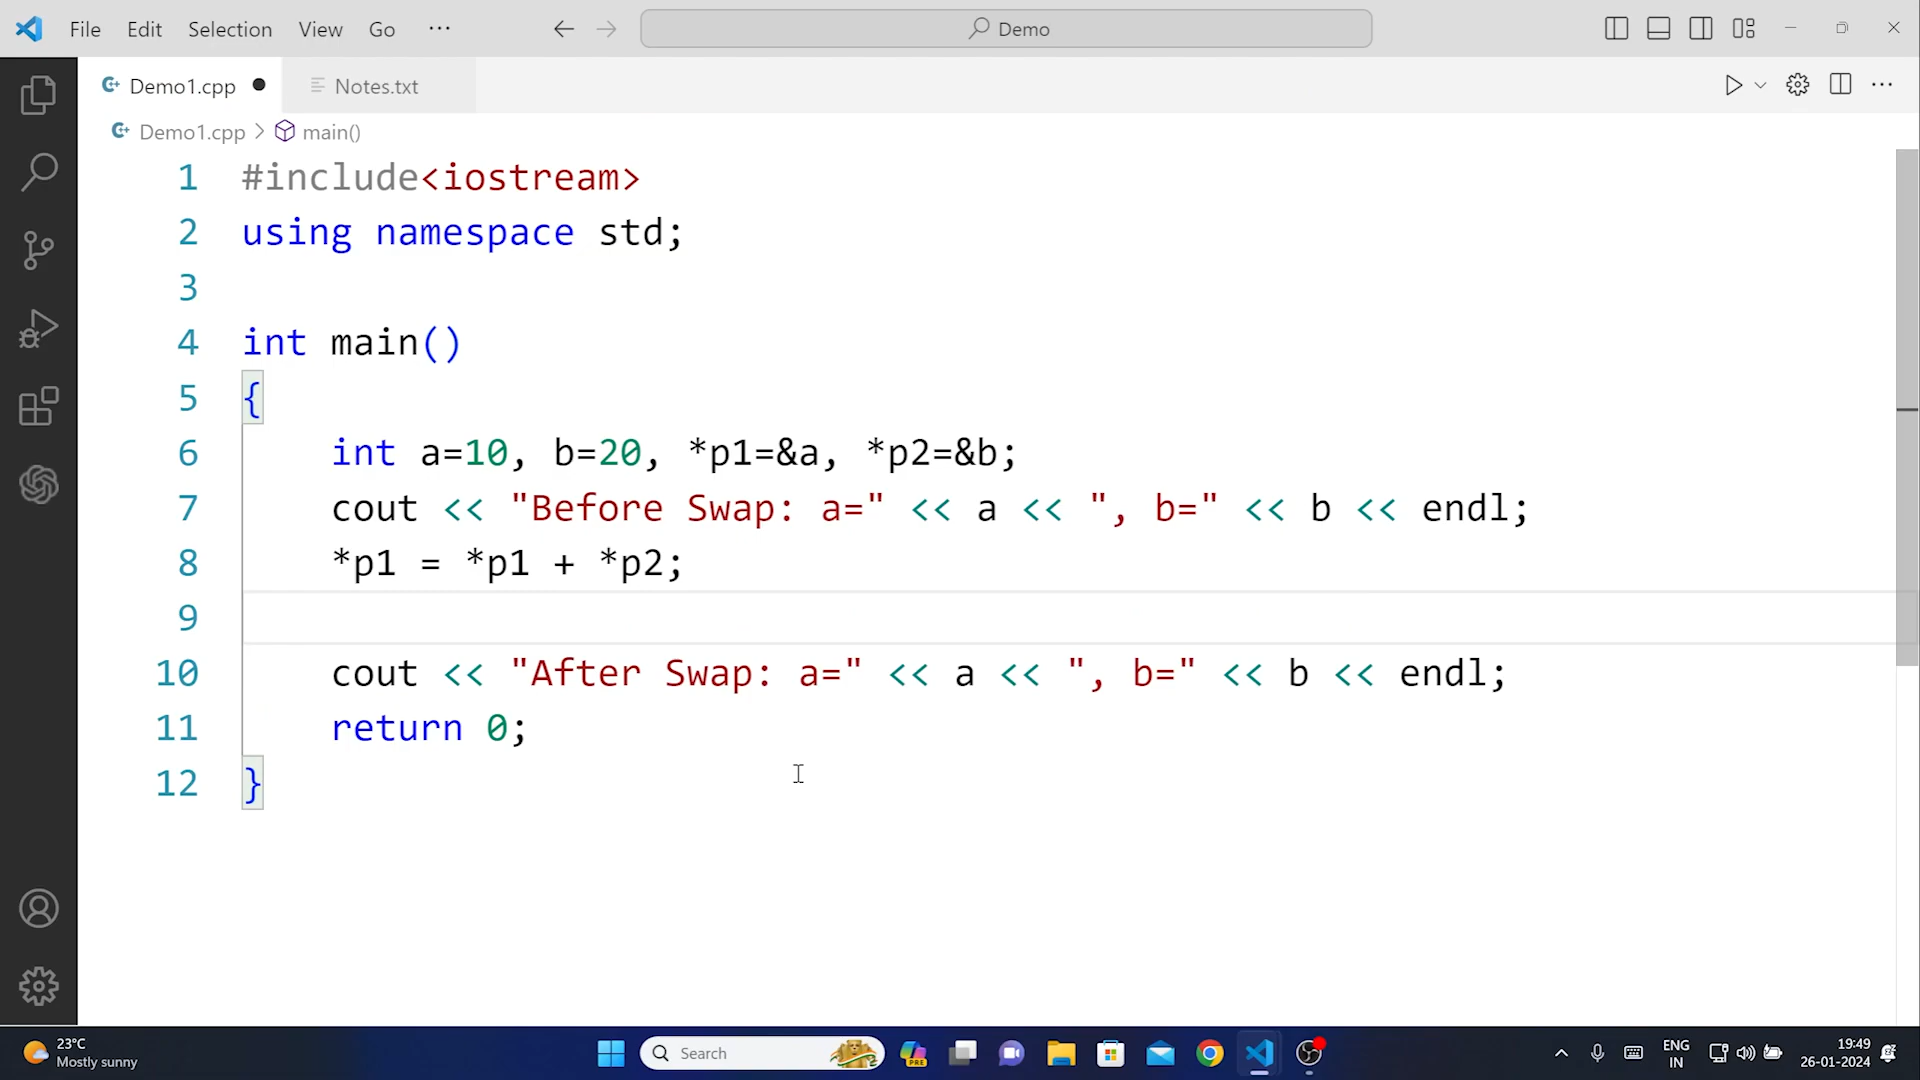 File Edit Selection View Go ··· Demo
Demo1.cpp Notes.txt
Demo1.cpp > main()
1 #include<iostream>
2 using namespace std;
3
4 int main()
5 {
6 int a=10, b=20, *p1=&a, *p2=&b;
7 cout << "Before Swap: a=" << a << ", b=" << b << endl;
8 *p1 = *p1 + *p2;
9
10 cout << "After Swap: a=" << a << ", b=" << b << endl;
11 return 0;
12 }
23°C
Mostly sunny
Search
PRE
ENG
IN
19:49
26-01-2024